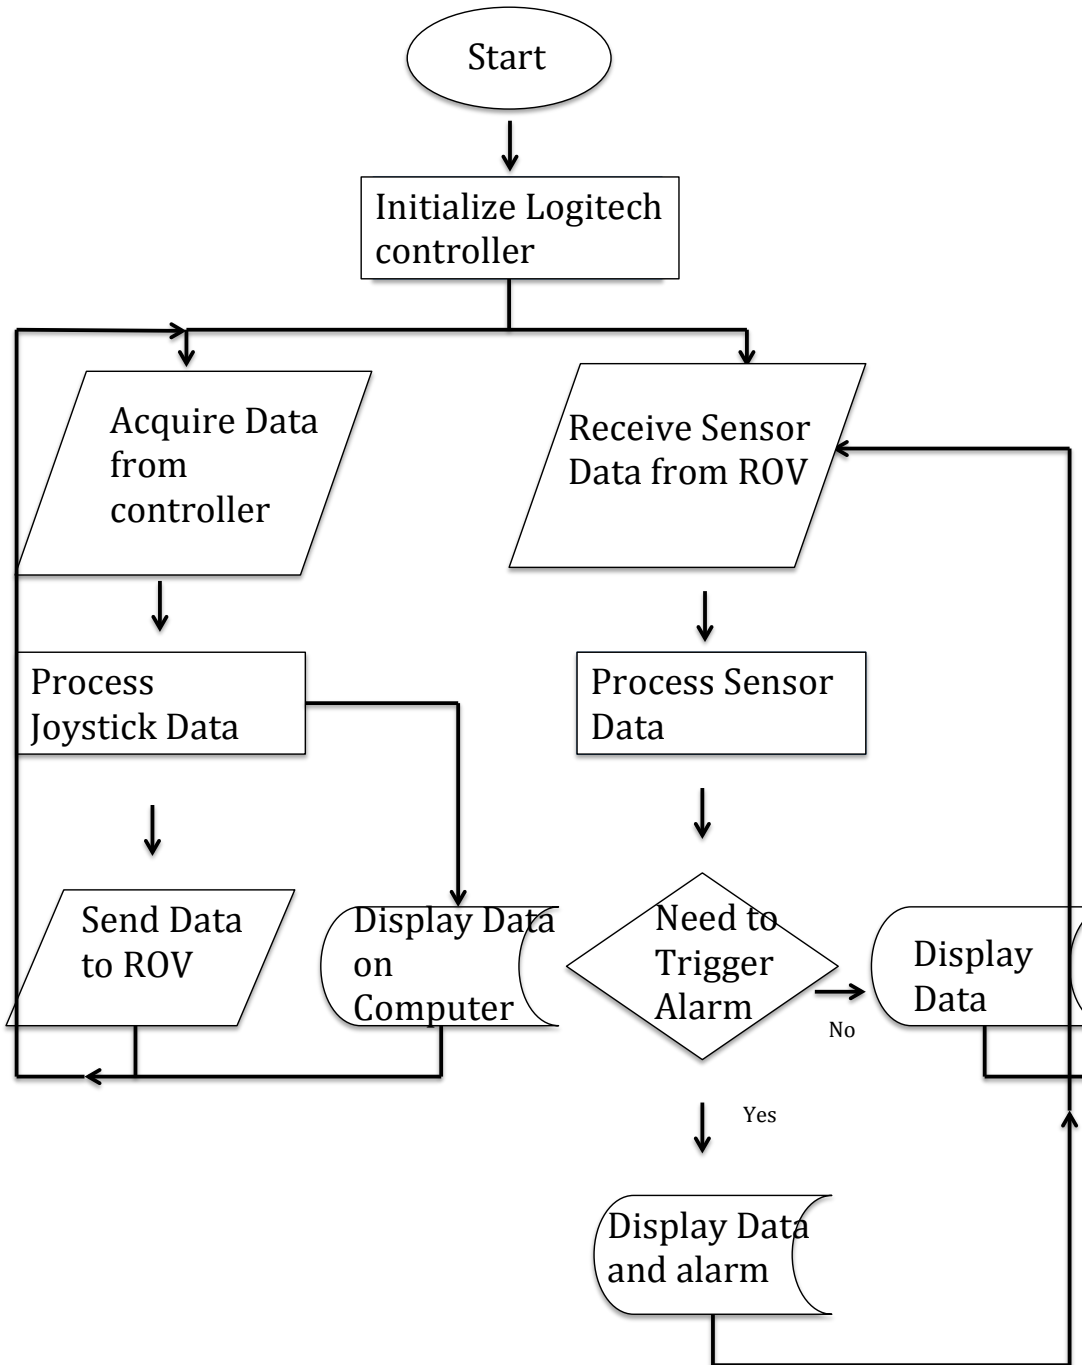 Start
Initialize Logitech
controller
Acquire Data
from
controller
Receive Sensor
Data from ROV
Process
Joystick Data
Process Sensor
Data
Send Data
to ROV
Display Data
on
Computer
Need to
Trigger
Alarm
No
Display
Data
Yes
Display Data
and alarm